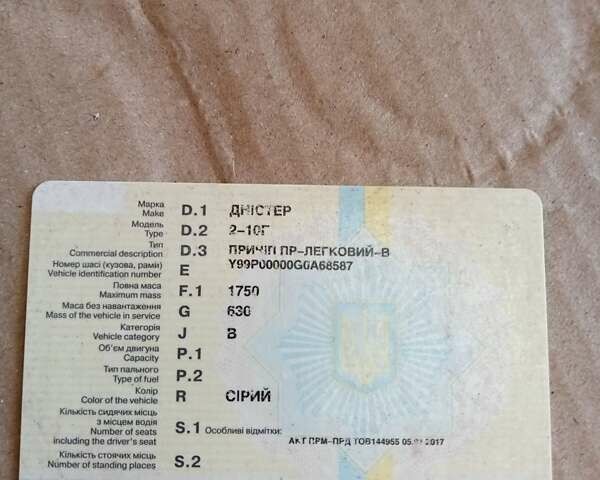 Марка
Make D.1 ДНІСТЕР
Модель
Type D.2 2-10Г
Тип
Commercial description D.3 ПРИЧІП ПР-ЛЕГКОВИЙ-В
Номер шасі (кузова, рами)
Vehicle identification number E Y99P00000G0A68587
Повна маса
Maximum mass F.1 1750
Маса без навантаження
Mass of the vehicle in service G 630
Категорія
Vehicle category J B
Об'єм двигуна
Capacity P.1
Тип пального
Type of fuel P.2
Колір
Color of the vehicle R СІРИЙ
Кількість сидячих місць
з місцем водія
Number of seats S.1 Особливі відмітки:
including the driver's seat АКТ ПРМ-ПРД ТОВ144955
Кількість стоячих місць
Number of standing places S.2